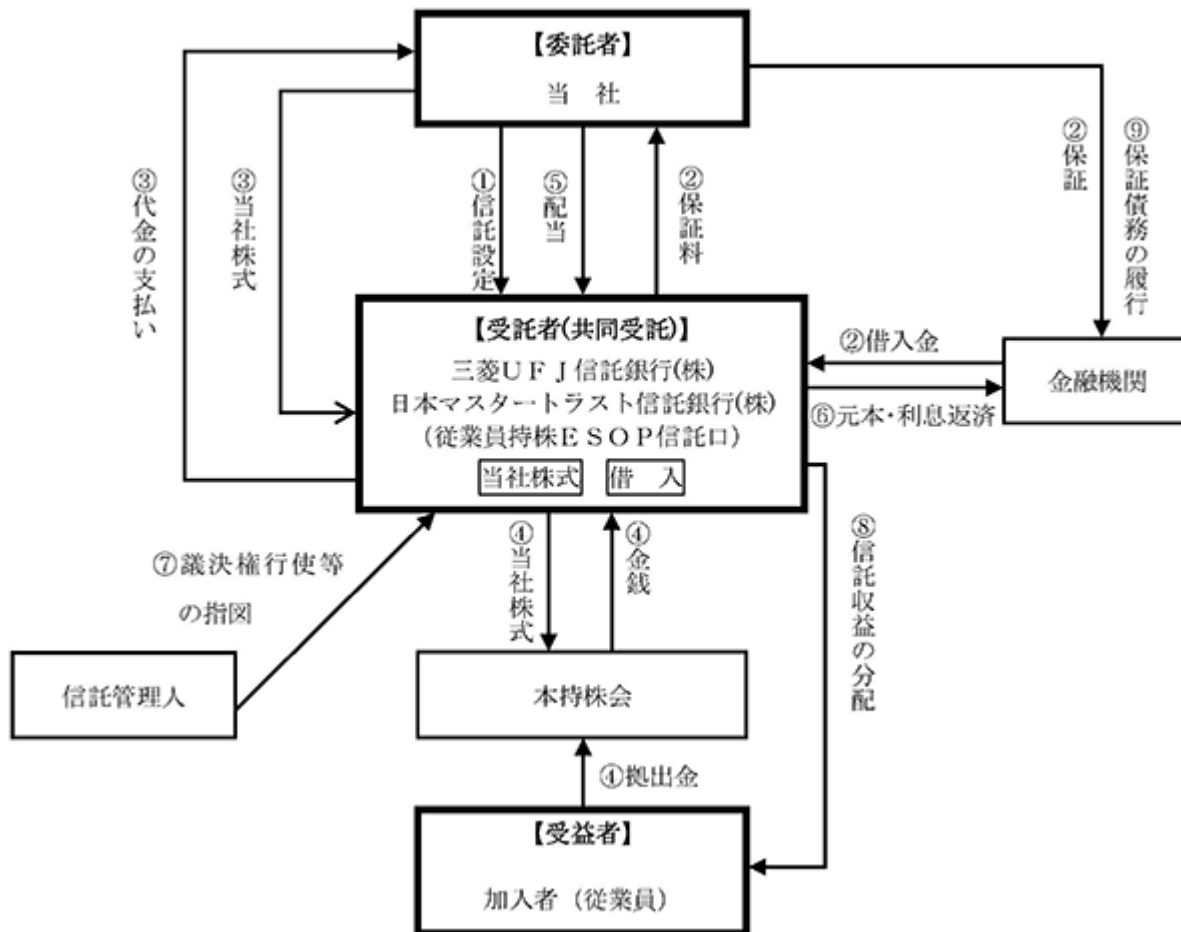 【委託者】
当 社
③代金の支払い
③当社株式
①信託設定
⑤配当
②保証料
②保証
⑨保証債務の履行
【受託者(共同受託)】
三菱ＵＦＪ信託銀行(株)
日本マスタートラスト信託銀行(株)
（従業員持株ＥＳＯＰ信託口）
当社株式 借 入
②借入金
金融機関
⑥元本・利息返済
⑦議決権行使等
の指図
④当社株式
④金銭
⑧信託収益の分配
信託管理人
本持株会
④拠出金
【受益者】
加入者（従業員）